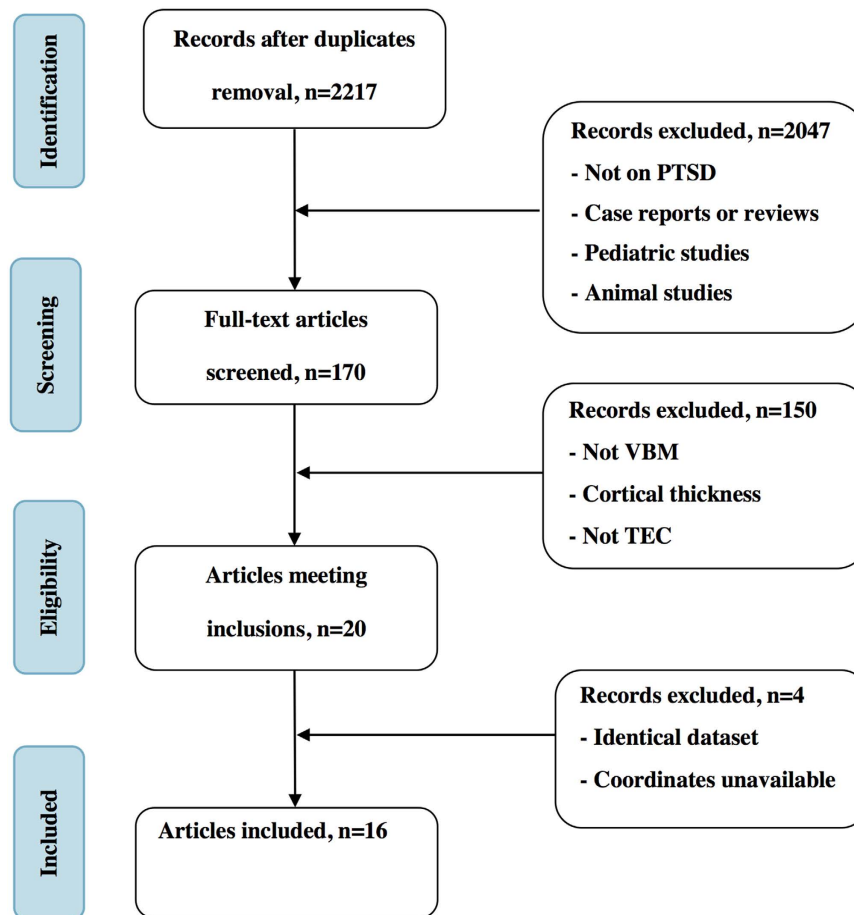 Identification
Records after duplicates
removal, n=2217
Records excluded, n=2047
- Not on PTSD
- Case reports or reviews
- Pediatric studies
- Animal studies
Screening
Full-text articles
screened, n=170
Records excluded, n=150
- Not VBM
- Cortical thickness
- Not TEC
Eligibility
Articles meeting
inclusions, n=20
Records excluded, n=4
- Identical dataset
- Coordinates unavailable
Included
Articles included, n=16